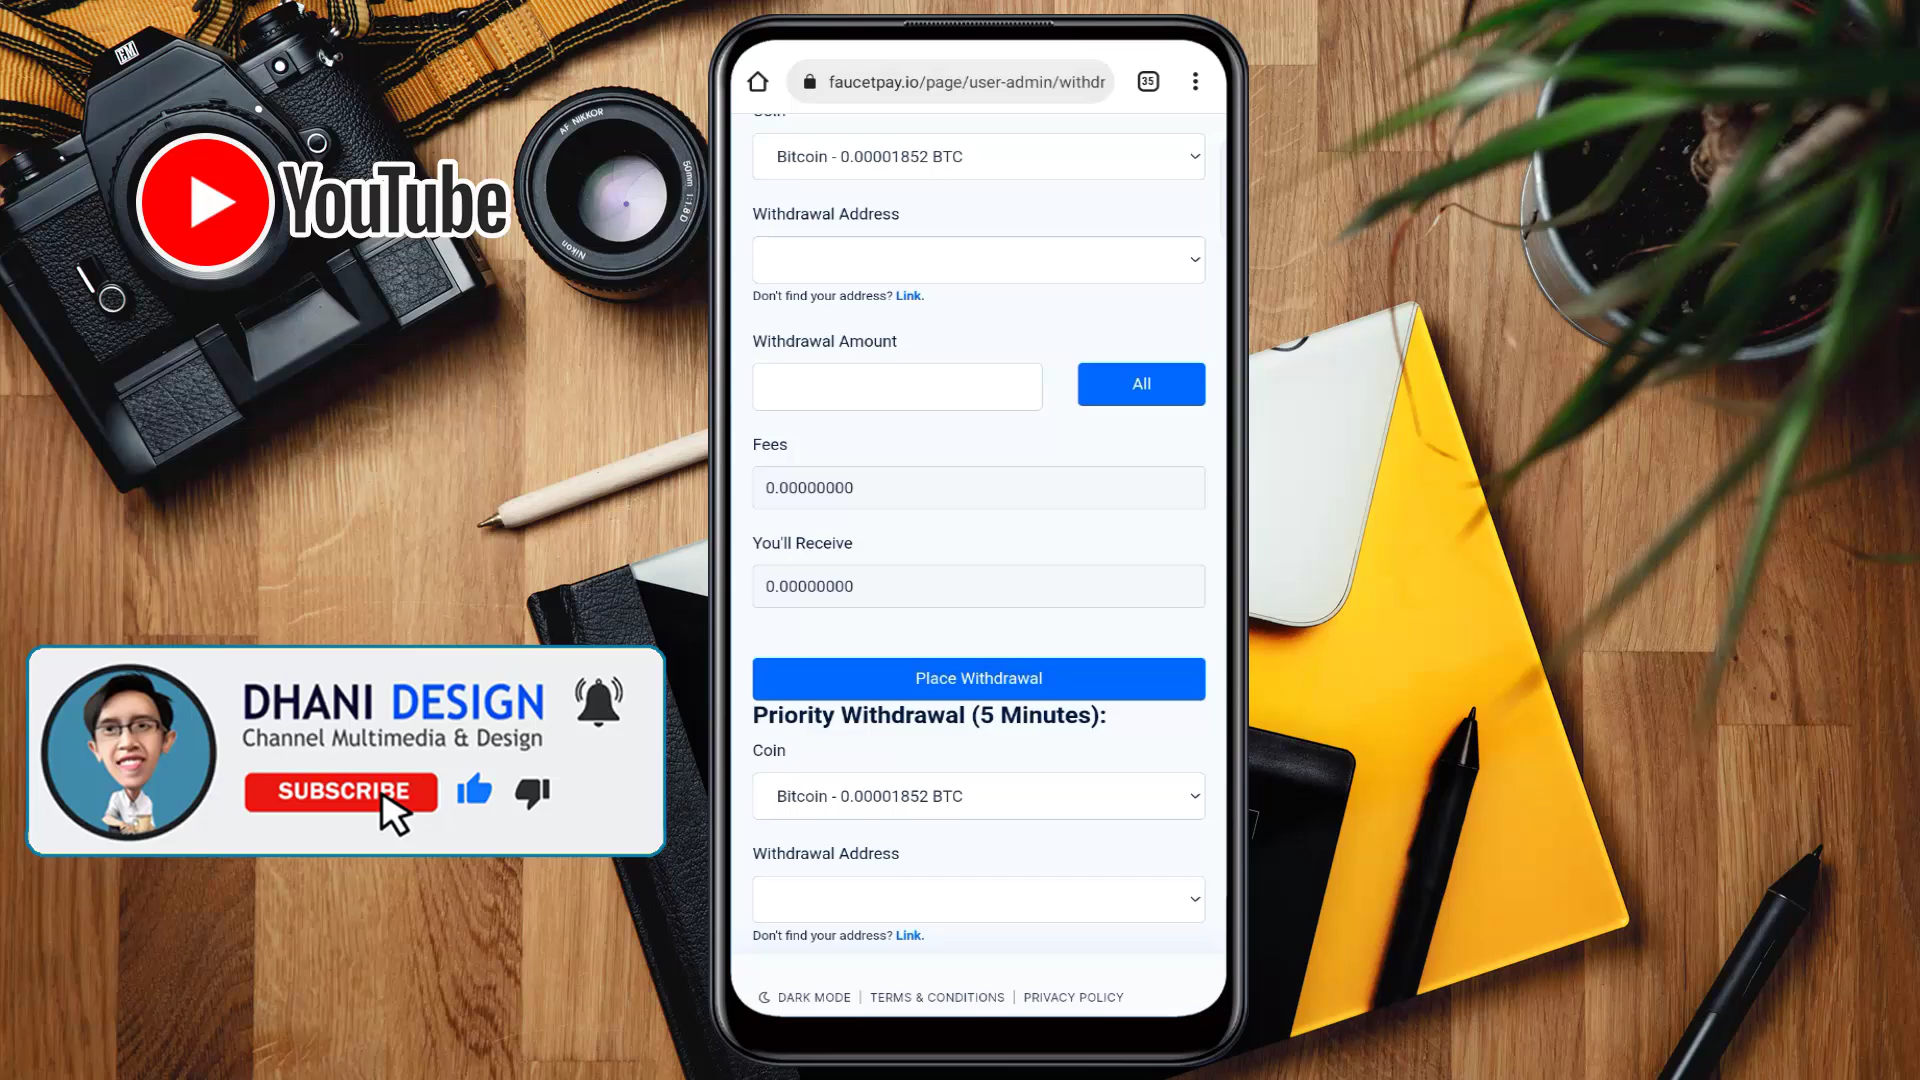 EM
AF NIKKOR
50mm 1:1.8D
Nikon
YouTube
faucetpay.io/page/user-admin/withdr
35
Coin
Bitcoin - 0.00001852 BTC
Withdrawal Address
Don't find your address? Link.
Withdrawal Amount
All
Fees
0.00000000
You'll Receive
0.00000000
Place Withdrawal
Priority Withdrawal (5 Minutes):
Coin
Bitcoin - 0.00001852 BTC
Withdrawal Address
Don't find your address? Link.
DARK MODE | TERMS & CONDITIONS | PRIVACY POLICY
DHANI DESIGN
Channel Multimedia & Design
SUBSCRIBE